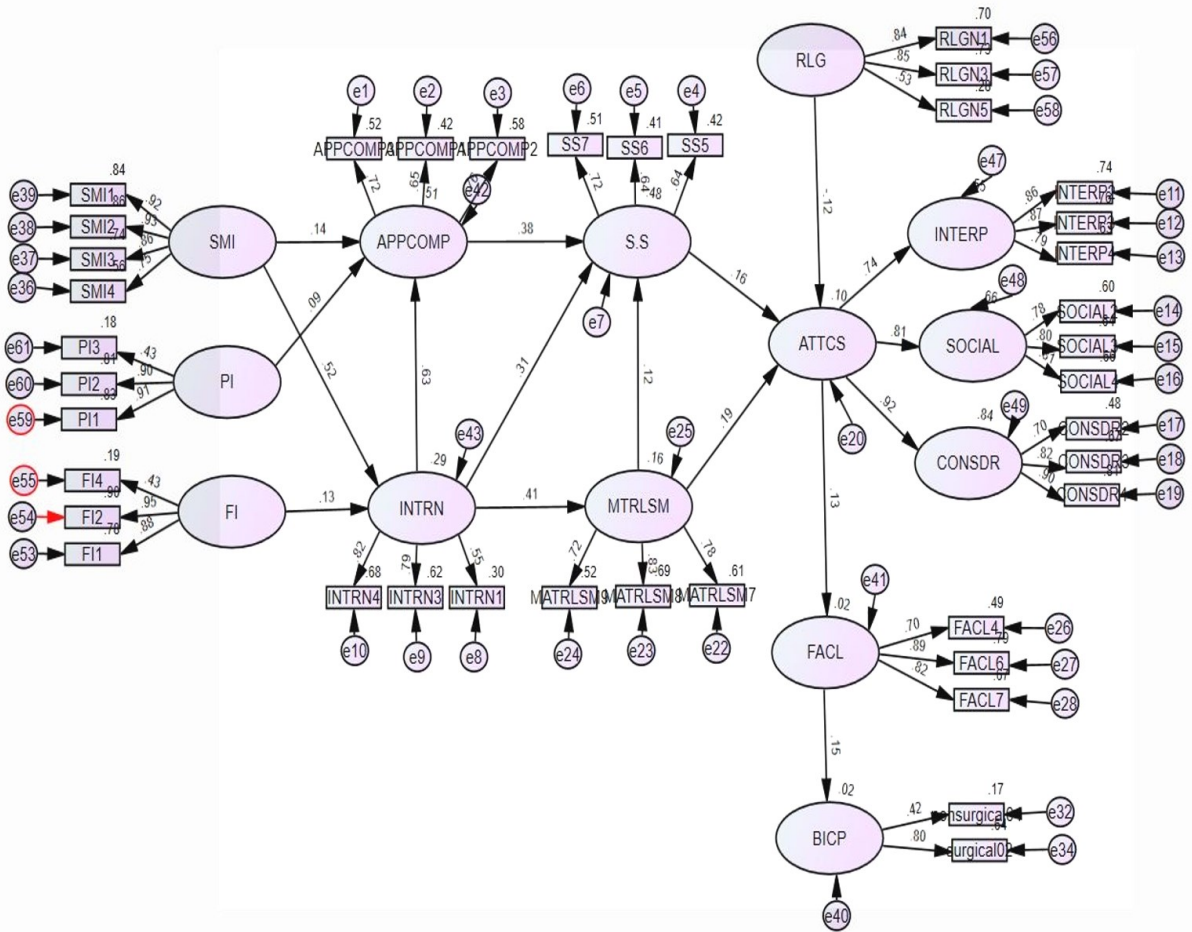 .70
.84
RLGN1
e56
RLG
.85
RLGN3
e57
.53
RLGN5
e58
e1
e2
e3
e6
e5
e4
.52
.42
.58
.51
.41
.42
APPCOMP2
SS7
SS6
SS5
.72
.51
e42
.72
.64
.48
.64
-.12
e47
.74
.84
e39
SMI1
.92
e38
SMI2
.93
e37
SMI3
.86
e36
SMI4
.75
SMI
.14
APPCOMP
.38
S.S
INTERP
.86
e11
.87
e12
.79
INTERP4
e13
.09
.16
.74
e7
.10
e48
.66
.60
.18
e61
PI3
.43
e60
PI2
.90
e59
PI1
.91
PI
.52
.63
.31
.12
ATTCS
.81
SOCIAL
.78
e14
.80
SOCIAL3
e15
SOCIAL4
e16
e43
e25
.19
e20
.92
.84
e49
.48
CONSDR
.70
e17
.82
e18
.90
e19
.19
e55
FI4
.43
e54
FI2
.95
e53
FI1
.88
FI
.13
.29
INTRN
.41
.16
MTRLSM
.13
.82
.55
.72
.83
.78
.68
.62
.30
.52
.69
.61
INTRN4
INTRN3
INTRN1
MATRLSM7
e10
e9
e8
e24
e23
e22
e41
.02
.49
FACL
.70
FACL4
e26
.89
FACL6
e27
.82
FACL7
e28
.15
.02
.17
BICP
.42
e32
.80
e34
e40